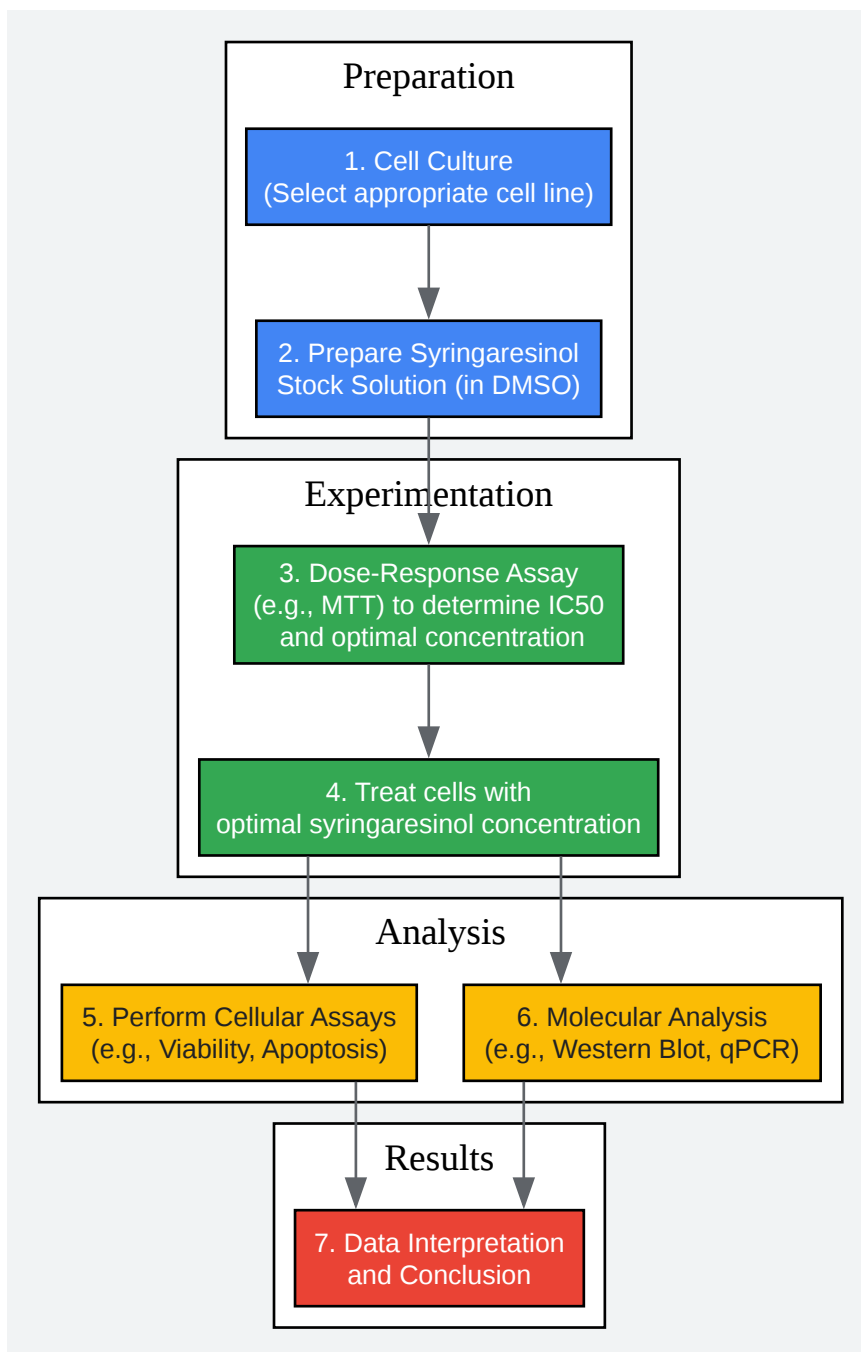 Preparation
1. Cell Culture
(Select appropriate cell line)
2. Prepare Syringaresinol
Stock Solution (in DMSO)
Experimentation
3. Dose-Response Assay
(e.g., MTT) to determine IC50
and optimal concentration
4. Treat cells with
optimal syringaresinol concentration
Analysis
5. Perform Cellular Assays
(e.g., Viability, Apoptosis)
6. Molecular Analysis
(e.g., Western Blot, qPCR)
Results
7. Data Interpretation
and Conclusion